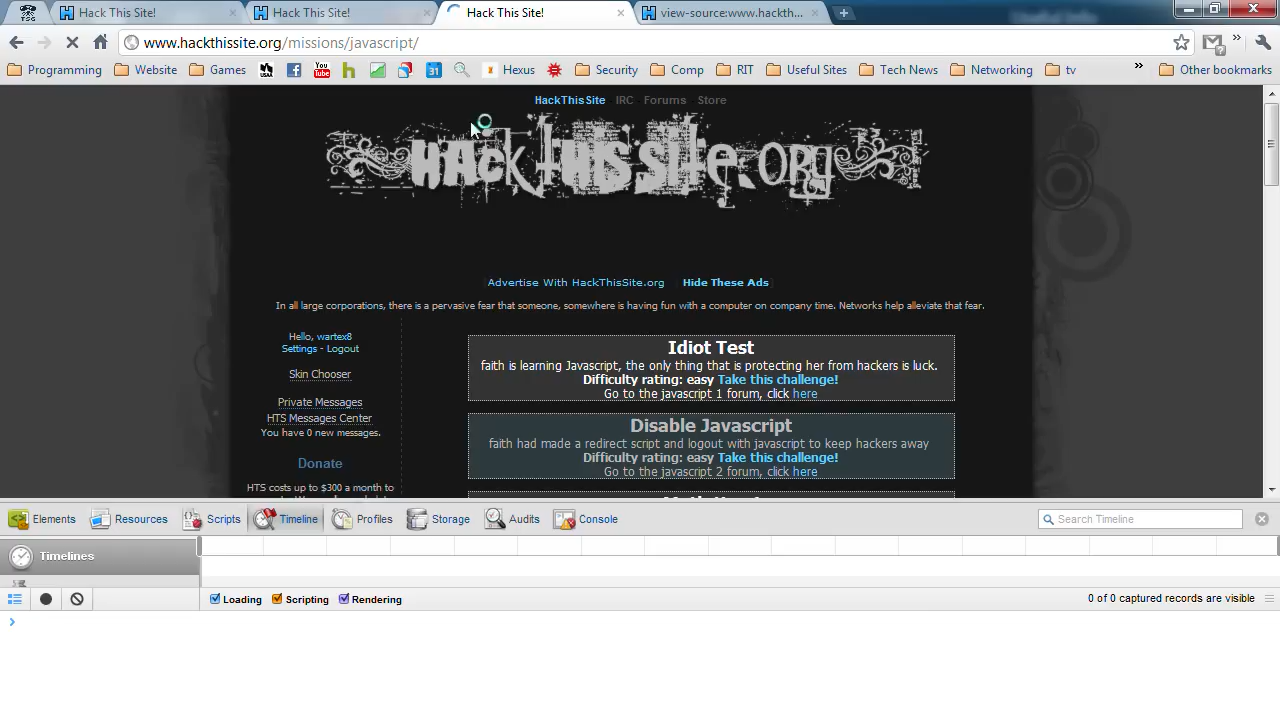 Hack This Site!
Hack This Site!
Hack This Site!
view-source:www.hackth...
www.hackthissite.org/missions/javascript/
Programming
Website
Games
You Tube
31
Hexus
Security
Comp
RIT
Useful Sites
Tech News
Networking
tv
»
Other bookmarks
HackThisSite IRC Forums Store
HACK THIS SITE.ORG
[Advertise With HackThisSite.org Hide These Ads]
In all large corporations, there is a pervasive fear that someone, somewhere is having fun with a computer on company time. Networks help alleviate that fear.
Hello, wartex8
Settings - Logout
Skin Chooser
Private Messages
HTS Messages Center
You have 0 new messages.
Donate
HTS costs up to $300 a month to
Idiot Test
faith is learning Javascript, the only thing that is protecting her from hackers is luck.
Difficulty rating: easy Take this challenge!
Go to the javascript 1 forum, click here
Disable Javascript
faith had made a redirect script and logout with javascript to keep hackers away
Difficulty rating: easy Take this challenge!
Go to the javascript 2 forum, click here
Elements
Resources
Scripts
Timeline
Profiles
Storage
Audits
Console
Search Timeline
Timelines
Loading
Scripting
Rendering
0 of 0 captured records are visible
>